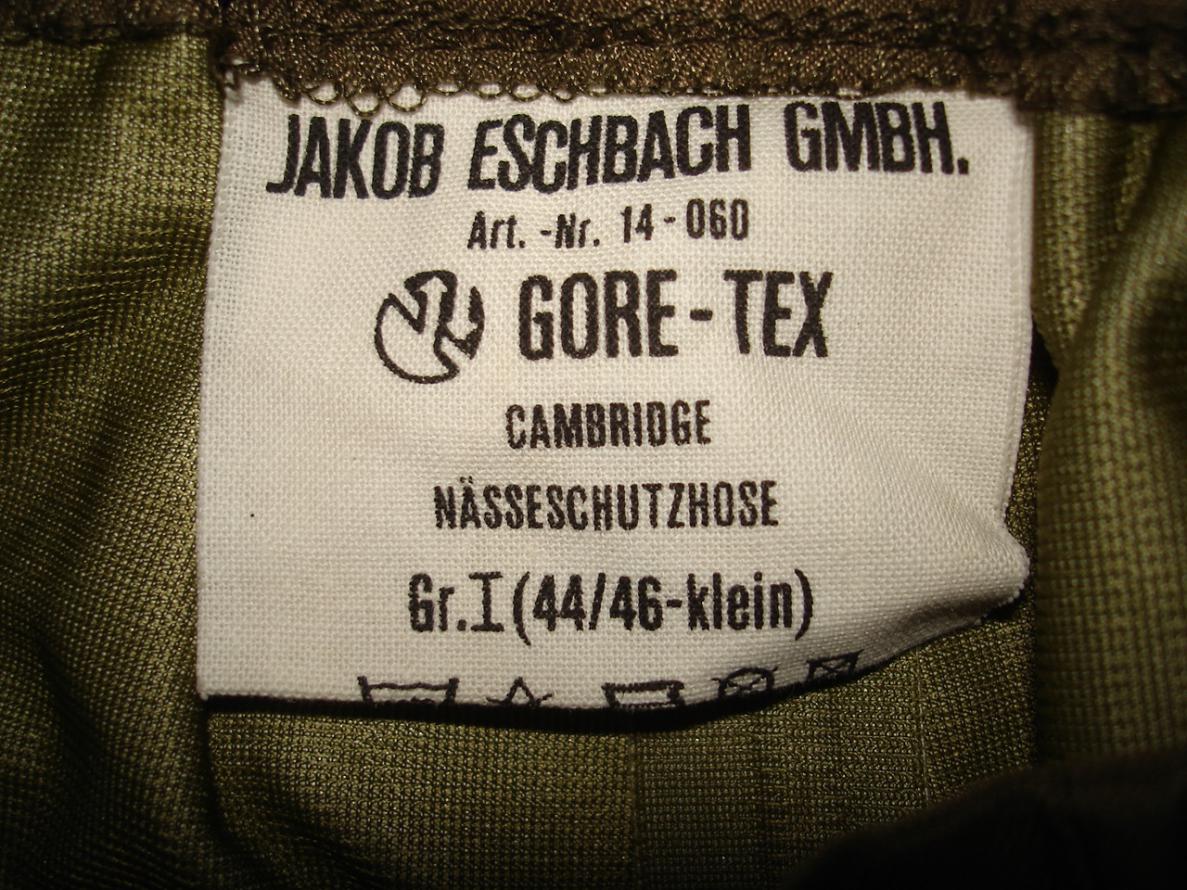 JAKOB ESCHBACH GMBH.
Art. -Nr. 14-060
GORE-TEX
CAMBRIDGE
NÄSSESCHUTZHOSE
Gr.I(44/46-klein)